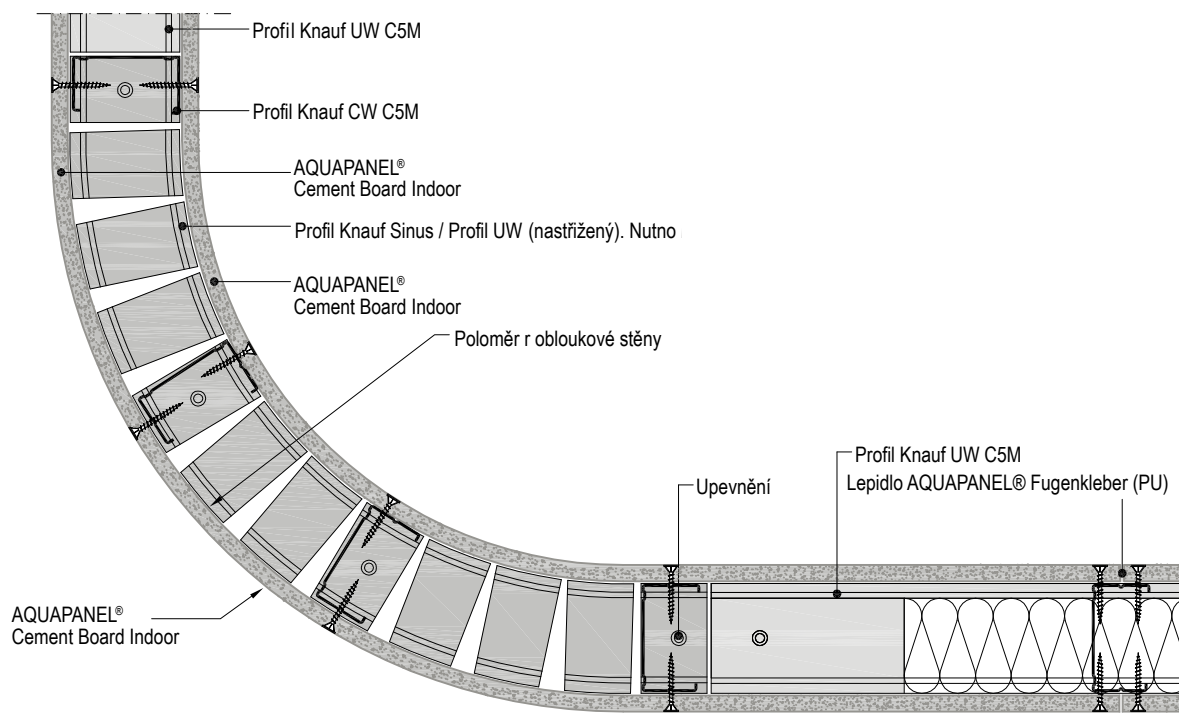 Profil Knauf UW C5M
Profil Knauf CW C5M
AQUAPANEL®
Cement Board Indoor
Profil Knauf Sinus / Profil UW (nastřižený). Nutno
AQUAPANEL®
Cement Board Indoor
Poloměr r obloukové stěny
Profil Knauf UW C5M
Lepidlo AQUAPANEL® Fugenkleber (PU)
Upevnění
AQUAPANEL®
Cement Board Indoor